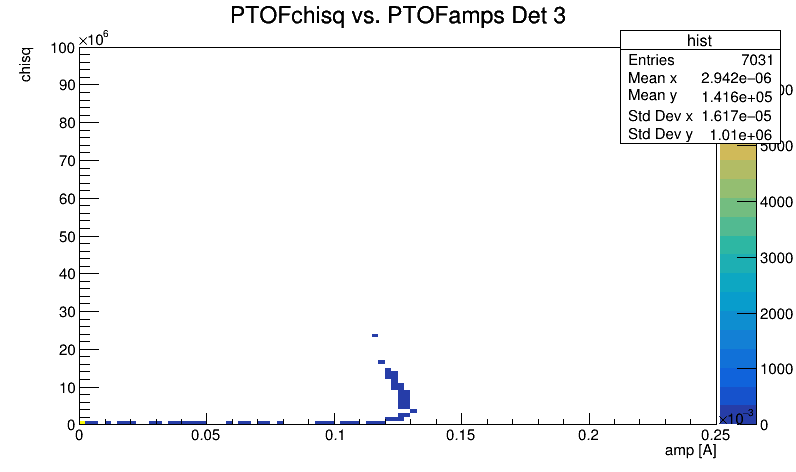 PTOFchisq vs. PTOFamps Det 3
×10⁶
chisq
100
90
80
70
60
50
40
30
20
10
0
0 0.05 0.1 0.15 0.2 0.25
×10⁻³
amp [A]
hist
Entries 7031
Mean x 2.942e−06
Mean y 1.416e+05
Std Dev x 1.617e−05
Std Dev y 1.01e+06
5000
4000
3000
2000
1000
0